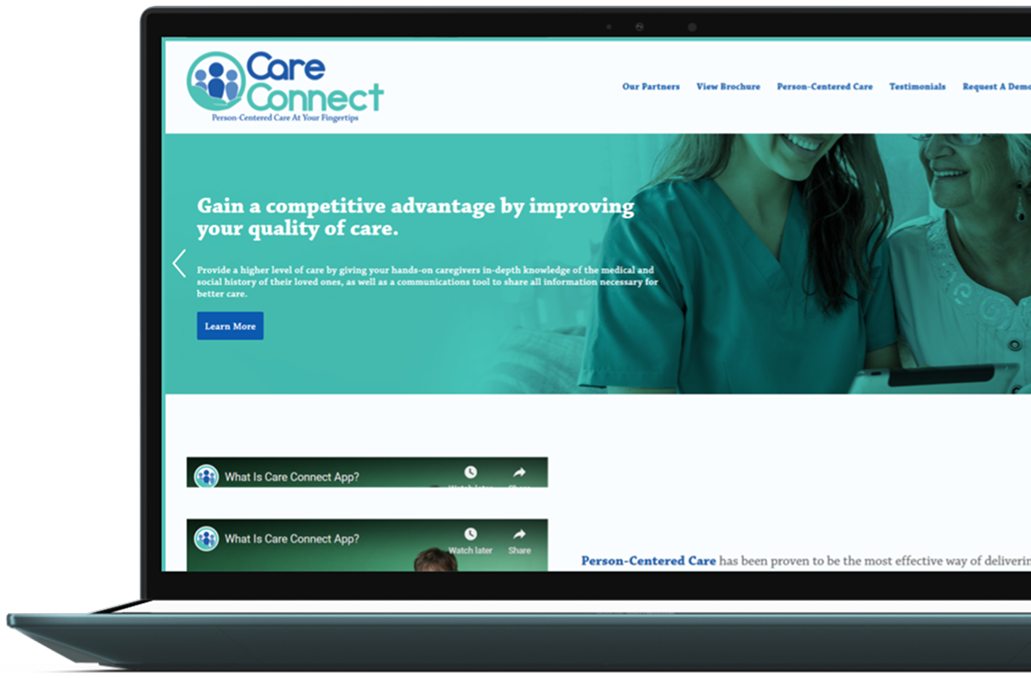 Care
Connect
Person-Centered Care At Your Fingertips
Our Partners View Brochure Person-Centered Care Testimonials Request A Demo
Gain a competitive advantage by improving
your quality of care.
Provide a higher level of care by giving your hands-on caregivers in-depth knowledge of the medical and
social history of their loved ones, as well as a communications tool to share all information necessary for
better care.
Learn More
What Is Care Connect App?
Watch later Share
What Is Care Connect App?
Watch later Share
Person-Centered Care has been proven to be the most effective way of